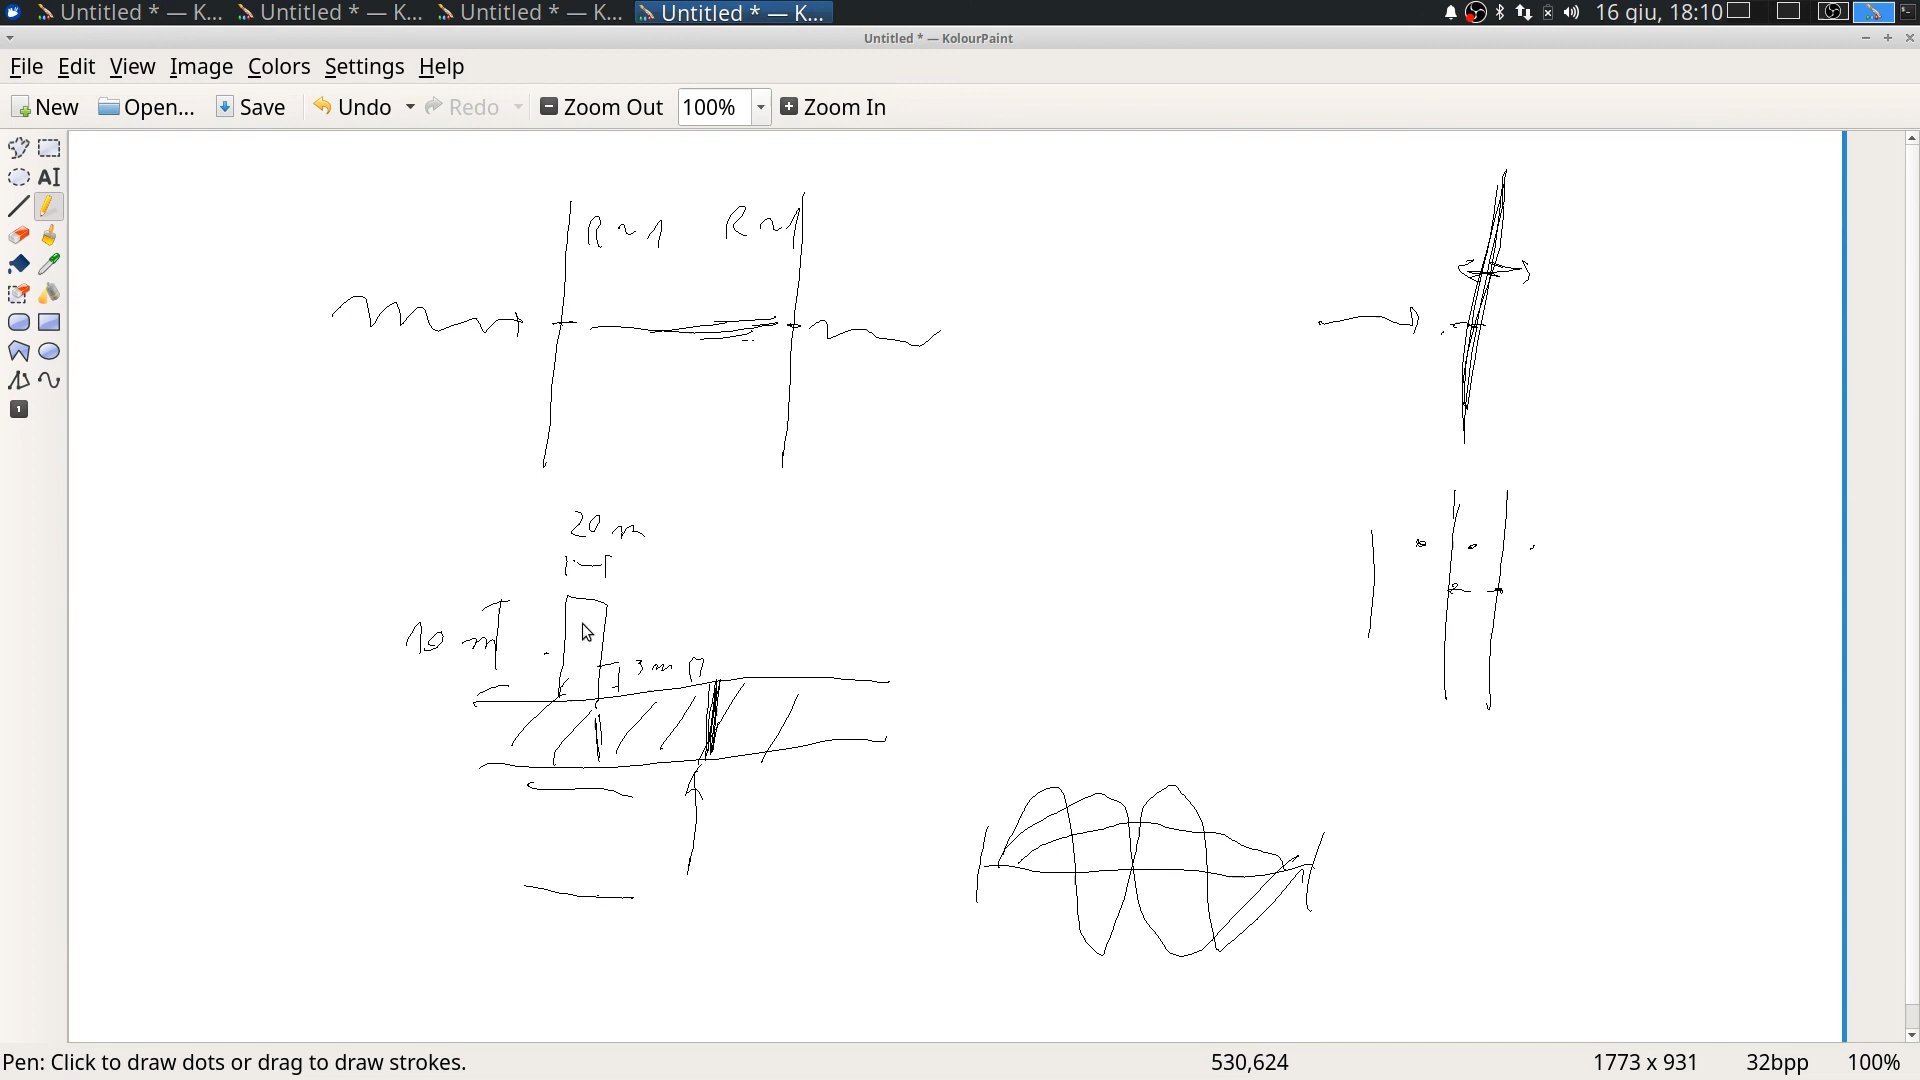 Untitled * — K...
Untitled * — K...
Untitled * — K...
Untitled * — K...
16 giu, 18:10
Untitled * — KolourPaint
File Edit View Image Colors Settings Help
New Open... Save Undo Redo Zoom Out 100% Zoom In
AI
1
R ~ 1 R ~ 1
20 m
10 m
3 m
Pen: Click to draw dots or drag to draw strokes.
530,624
1773 x 931
32bpp
100%